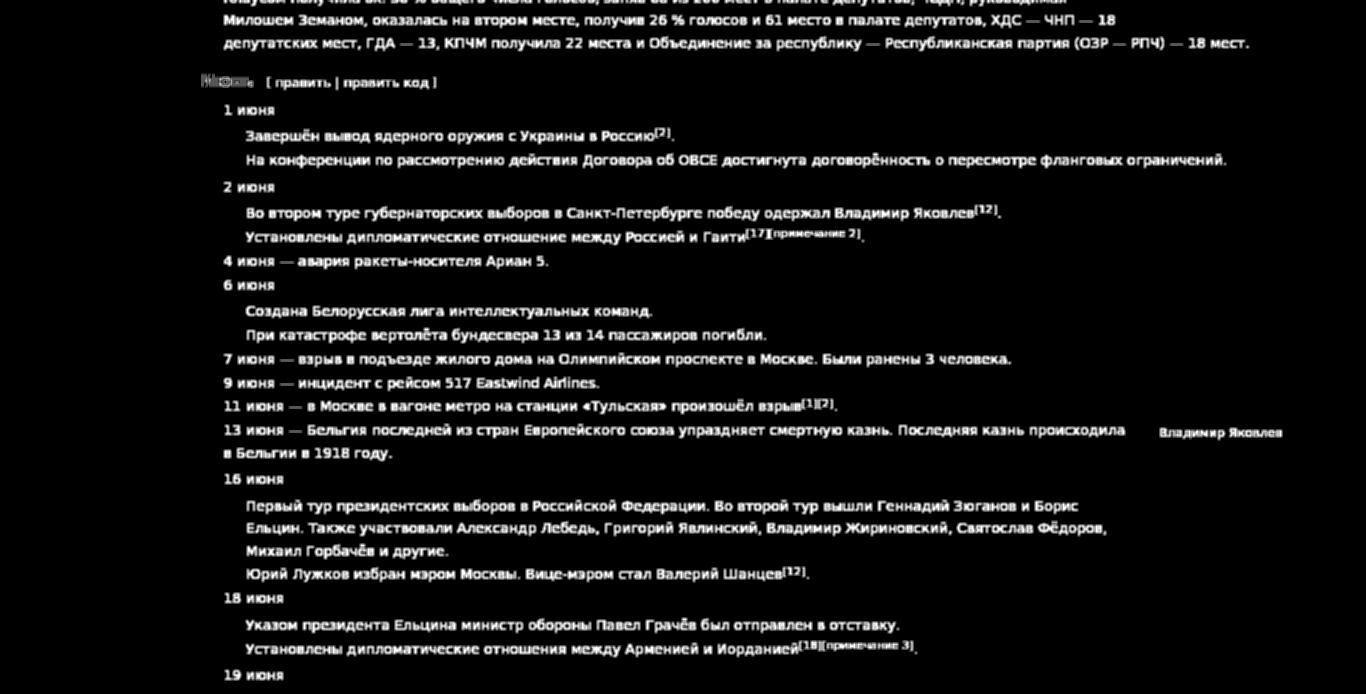 Милошем Земаном, оказалась на втором месте, получив 26 % голосов и 61 место в палате депутатов, ХДС — ЧНП — 18
депутатских мест, ГДА — 13, КПЧМ получила 22 места и Объединение за республику — Республиканская партия (ОЗР — РПЧ) — 18 мест.
[ править | править код ]
1 июня
Завершён вывод ядерного оружия с Украины в Россию[2].
На конференции по рассмотрению действия Договора об ОВСЕ достигнута договорённость о пересмотре фланговых ограничений.
2 июня
Во втором туре губернаторских выборов в Санкт-Петербурге победу одержал Владимир Яковлев[12].
Установлены дипломатические отношение между Россией и Гаити[17][примечание 2].
4 июня — авария ракеты-носителя Ариан 5.
6 июня
Создана Белорусская лига интеллектуальных команд.
При катастрофе вертолёта бундесвера 13 из 14 пассажиров погибли.
7 июня — взрыв в подъезде жилого дома на Олимпийском проспекте в Москве. Были ранены 3 человека.
9 июня — инцидент с рейсом 517 Eastwind Airlines.
11 июня — в Москве в вагоне метро на станции «Тульская» произошёл взрыв[1][2].
13 июня — Бельгия последней из стран Европейского союза упраздняет смертную казнь. Последняя казнь происходила
в Бельгии в 1918 году.
Владимир Яковлев
16 июня
Первый тур президентских выборов в Российской Федерации. Во второй тур вышли Геннадий Зюганов и Борис
Ельцин. Также участвовали Александр Лебедь, Григорий Явлинский, Владимир Жириновский, Святослав Фёдоров,
Михаил Горбачёв и другие.
Юрий Лужков избран мэром Москвы. Вице-мэром стал Валерий Шанцев[12].
18 июня
Указом президента Ельцина министр обороны Павел Грачёв был отправлен в отставку.
Установлены дипломатические отношения между Арменией и Иорданией[18][примечание 3].
19 июня